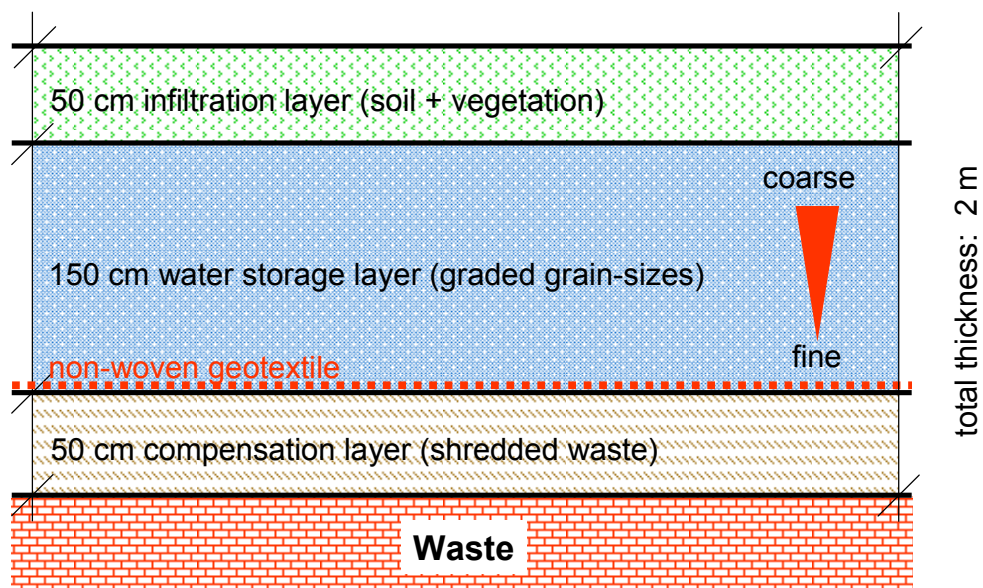 50 cm infiltration layer (soil + vegetation)
coarse
150 cm water storage layer (graded grain-sizes)
fine
non-woven geotextile
50 cm compensation layer (shredded waste)
Waste
total thickness: 2 m